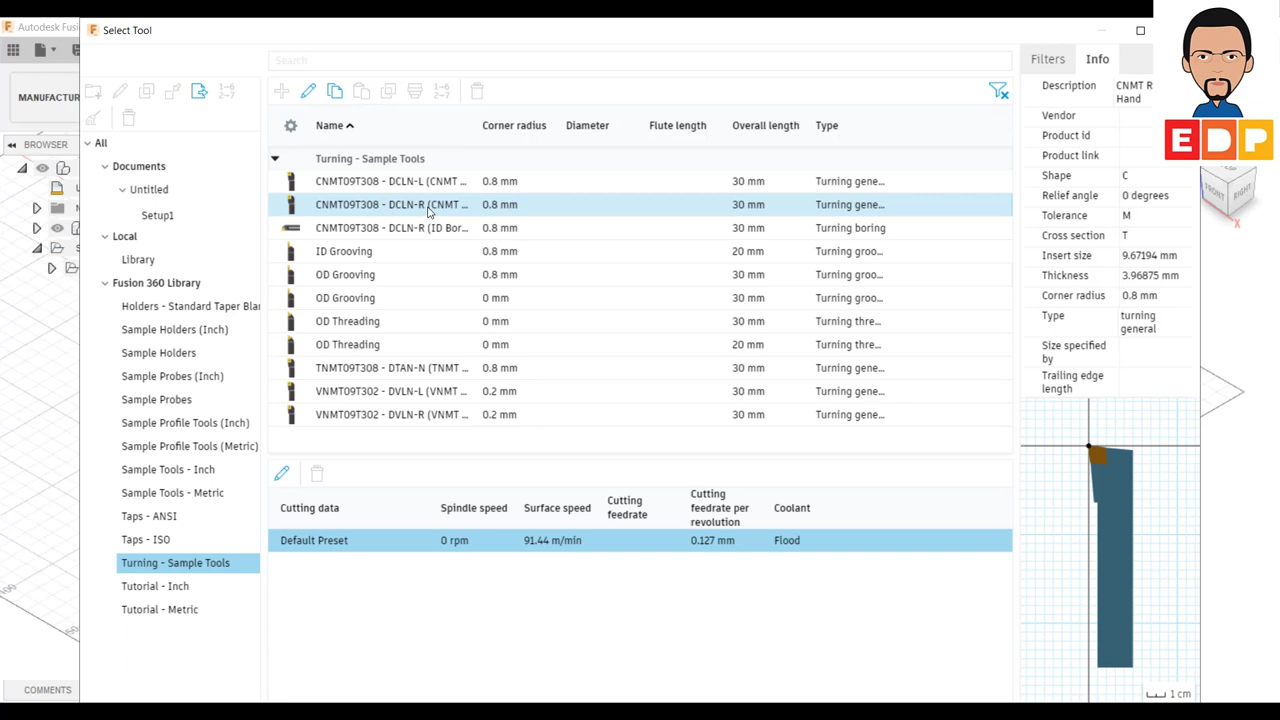 Autodesk Fusi
Select Tool
MANUFACTUR
BROWSER
COMMENTS
All
Documents
Untitled
Setup1
Local
Library
Fusion 360 Library
Holders - Standard Taper Blan
Sample Holders (Inch)
Sample Holders
Sample Probes (Inch)
Sample Probes
Sample Profile Tools (Inch)
Sample Profile Tools (Metric)
Sample Tools - Inch
Sample Tools - Metric
Taps - ANSI
Taps - ISO
Turning - Sample Tools
Tutorial - Inch
Tutorial - Metric
Search
Name Corner radius Diameter Flute length Overall length Type
Turning - Sample Tools
CNMT09T308 - DCLN-L (CNMT ... 0.8 mm 30 mm Turning gene...
CNMT09T308 - DCLN-R (CNMT ... 0.8 mm 30 mm Turning gene...
CNMT09T308 - DCLN-R (ID Bor... 0.8 mm 30 mm Turning boring
ID Grooving 0.8 mm 20 mm Turning groo...
OD Grooving 0.8 mm 30 mm Turning groo...
OD Grooving 0 mm 30 mm Turning groo...
OD Threading 0 mm 30 mm Turning thre...
OD Threading 0 mm 20 mm Turning thre...
TNMT09T308 - DTAN-N (TNMT ... 0.8 mm 30 mm Turning gene...
VNMT09T302 - DVLN-L (VNMT ... 0.2 mm 30 mm Turning gene...
VNMT09T302 - DVLN-R (VNMT ... 0.2 mm 30 mm Turning gene...
Cutting data Spindle speed Surface speed Cutting feedrate Cutting feedrate per revolution Coolant
Default Preset 0 rpm 91.44 m/min 0.127 mm Flood
Filters Info
Description CNMT R
Hand
Vendor
Product id
Product link
Shape C
Relief angle 0 degrees
Tolerance M
Cross section T
Insert size 9.67194 mm
Thickness 3.96875 mm
Corner radius 0.8 mm
Type turning
general
Size specified
by
Trailing edge
length
1 cm
EDP
FRONT RIGHT
X